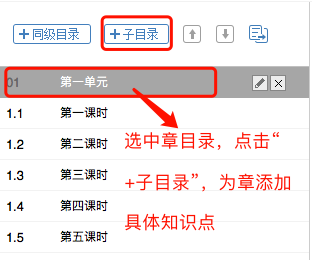 +同级目录 +子目录
01 第一单元
1.1 第一课时
1.2 第二课时
1.3 第三课时
1.4 第四课时
1.5 第五课时
选中章目录，点击“
+子目录”，为章添加
具体知识点